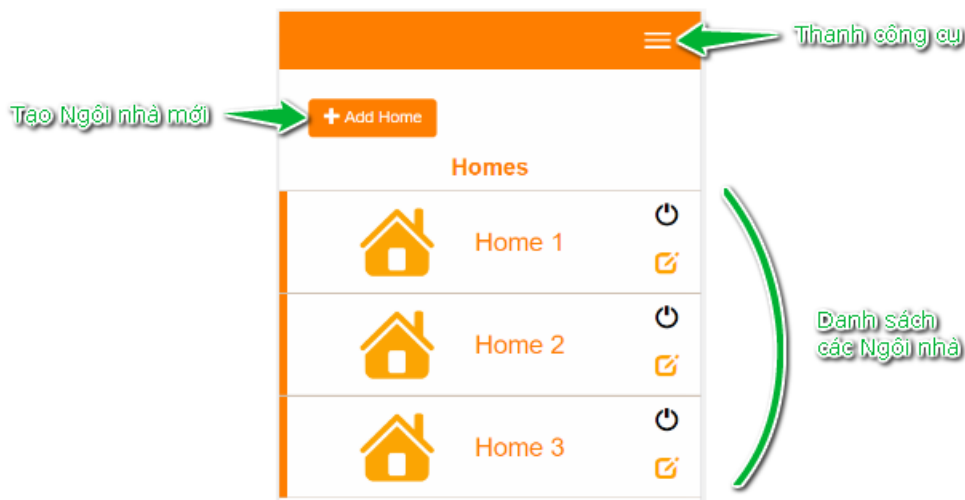 Thanh công cụ
Tạo Ngôi nhà mới
Add Home
Homes
Home 1
Home 2
Home 3
Danh sách
các Ngôi nhà